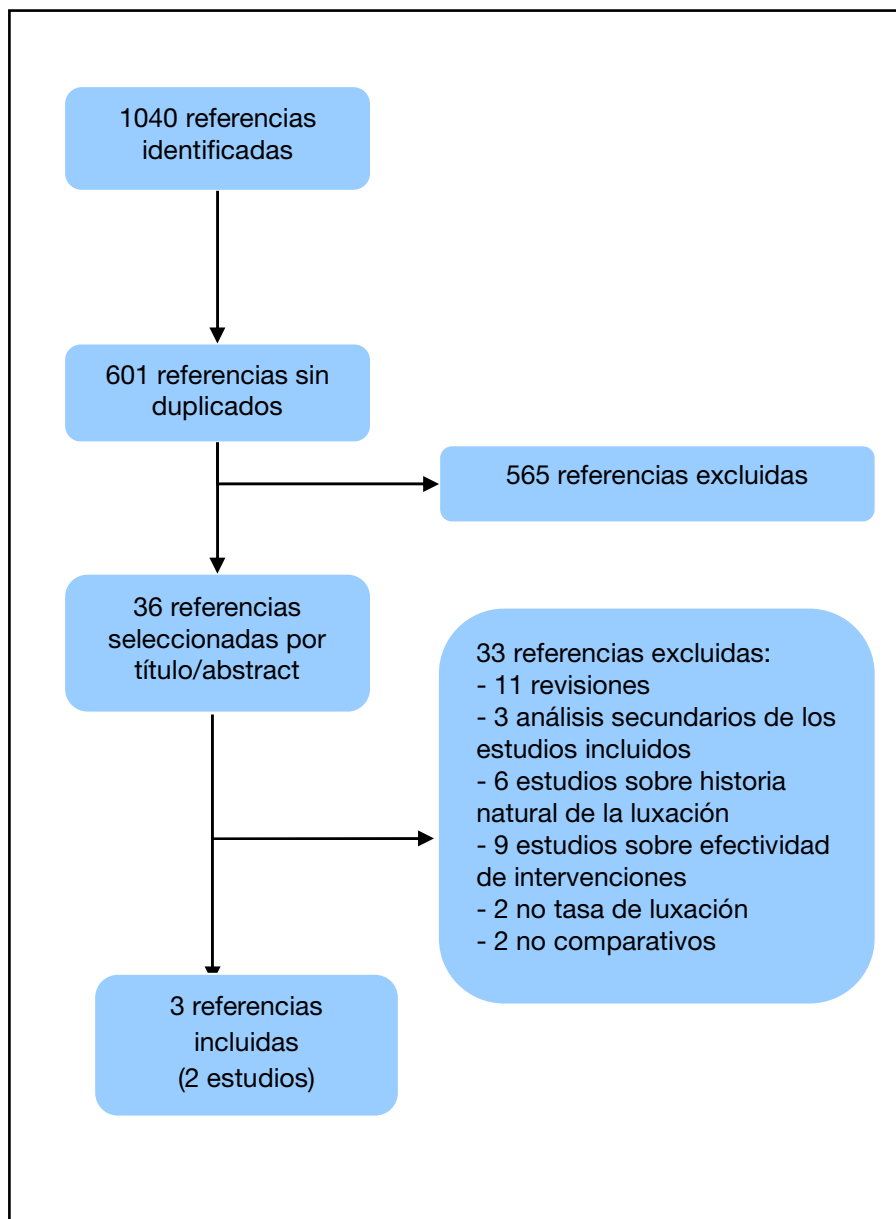 1040 referencias
identificadas
601 referencias sin
duplicados
565 referencias excluidas
36 referencias
seleccionadas por
título/abstract
33 referencias excluidas:
- 11 revisiones
- 3 análisis secundarios de los
estudios incluidos
- 6 estudios sobre historia
natural de la luxación
- 9 estudios sobre efectividad
de intervenciones
- 2 no tasa de luxación
- 2 no comparativos
3 referencias
incluidas
(2 estudios)